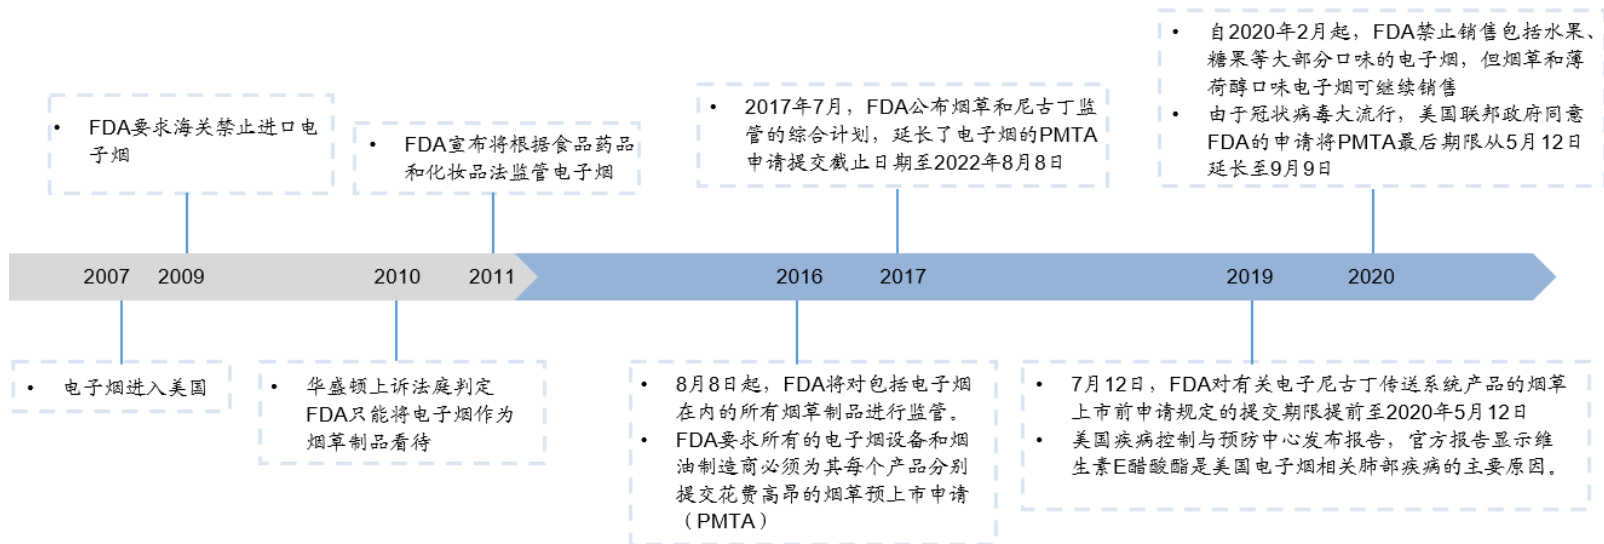 • 自2020年2月起，FDA禁止销售包括水果、
糖果等大部分口味的电子烟，但烟草和薄
荷醇口味电子烟可继续销售
• 由于冠状病毒大流行，美国联邦政府同意
FDA的申请将PMTA最后期限从5月12日
延长至9月9日
• 2017年7月，FDA公布烟草和尼古丁监
管的综合计划，延长了电子烟的PMTA
申请提交截止日期至2022年8月8日
• FDA要求海关禁止进口电
子烟
• FDA宣布将根据食品药品
和化妆品法监管电子烟
2007 2009 2010 2011 2016 2017 2019 2020
• 电子烟进入美国
• 华盛顿上诉法庭判定
FDA只能将电子烟作为
烟草制品看待
• 8月8日起，FDA将对包括电子烟
在内的所有烟草制品进行监管。
• FDA要求所有的电子烟设备和烟
油制造商必须为其每个产品分别
提交花费高昂的烟草预上市申请
（PMTA）
• 7月12日，FDA对有关电子尼古丁传送系统产品的烟草
上市前申请规定的提交期限提前至2020年5月12日
• 美国疾病控制与预防中心发布报告，官方报告显示维
生素E醋酸酯是美国电子烟相关肺部疾病的主要原因。